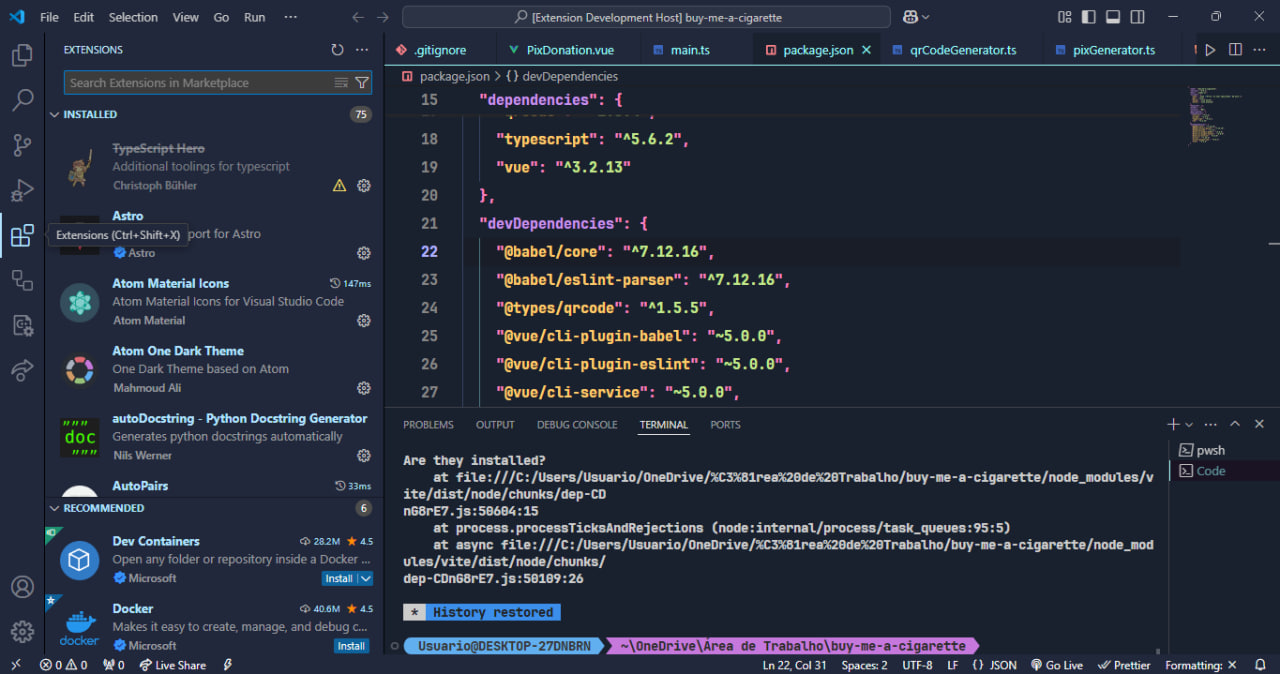 File Edit Selection View Go Run ··· [Extension Development Host] buy-me-a-cigarette
EXTENSIONS
Search Extensions in Marketplace
INSTALLED 75
TypeScript Hero
Additional toolings for typescript
Christoph Bühler
Astro
port for Astro
Astro
Extensions (Ctrl+Shift+X)
Atom Material Icons 147ms
Atom Material Icons for Visual Studio Code
Atom Material
Atom One Dark Theme
One Dark Theme based on Atom
Mahmoud Ali
"""
doc
"""
autoDocstring - Python Docstring Generator
Generates python docstrings automatically
Nils Werner
AutoPairs 33ms
RECOMMENDED 6
Dev Containers 28.2M ★ 4.5
Open any folder or repository inside a Docker ...
Microsoft Install
docker
Docker 40.6M ★ 4.5
Makes it easy to create, manage, and debug c...
Microsoft Install
.gitignore PixDonation.vue main.ts package.json qrCodeGenerator.ts pixGenerator.ts
package.json > {} devDependencies
15 "dependencies": {
18 "typescript": "^5.6.2",
19 "vue": "^3.2.13"
20 },
21 "devDependencies": {
22 "@babel/core": "^7.12.16",
23 "@babel/eslint-parser": "^7.12.16",
24 "@types/qrcode": "^1.5.5",
25 "@vue/cli-plugin-babel": "~5.0.0",
26 "@vue/cli-plugin-eslint": "~5.0.0",
27 "@vue/cli-service": "~5.0.0",
PROBLEMS OUTPUT DEBUG CONSOLE TERMINAL PORTS
Are they installed?
at file:///C:/Users/Usuario/OneDrive/%C3%81rea%20de%20Trabalho/buy-me-a-cigarette/node_modules/v
ite/dist/node/chunks/dep-CD
nG8rE7.js:50604:15
at process.processTicksAndRejections (node:internal/process/task_queues:95:5)
at async file:///C:/Users/Usuario/OneDrive/%C3%81rea%20de%20Trabalho/buy-me-a-cigarette/node_mod
ules/vite/dist/node/chunks/
dep-CDnG8rE7.js:50109:26
* History restored
Usuario@DESKTOP-27DNBRN ~\OneDrive\Área de Trabalho\buy-me-a-cigarette
pwsh
Code
0 0 0 Live Share Ln 22, Col 31 Spaces: 2 UTF-8 LF {} JSON Go Live Prettier Formatting: ×